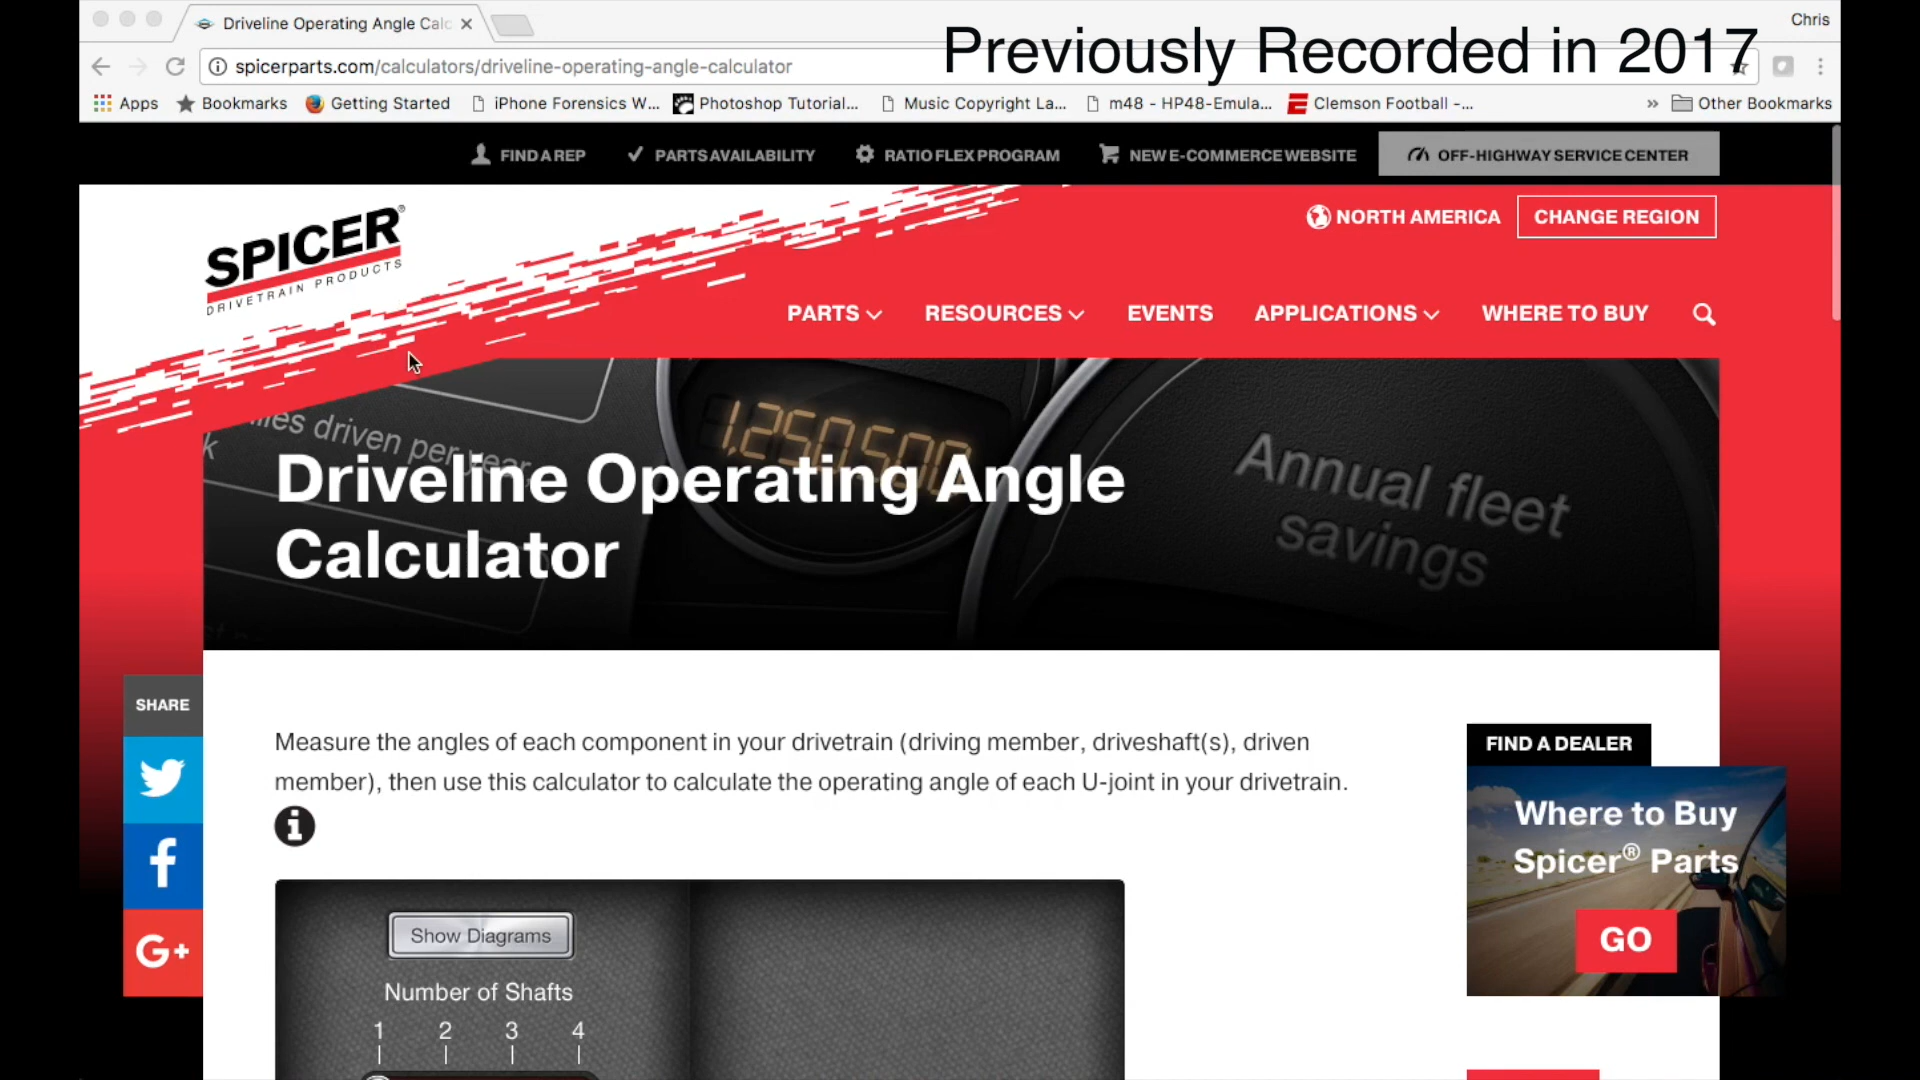 Driveline Operating Angle Calc
Chris
Previously Recorded in 2017
spicerparts.com/calculators/driveline-operating-angle-calculator
Apps
Bookmarks
Getting Started
iPhone Forensics W...
Photoshop Tutorial...
Music Copyright La...
m48 - HP48-Emula...
Clemson Football -...
»
Other Bookmarks
FIND A REP
PARTS AVAILABILITY
RATIO FLEX PROGRAM
NEW E-COMMERCE WEBSITE
OFF-HIGHWAY SERVICE CENTER
SPICER®
DRIVETRAIN PRODUCTS
NORTH AMERICA
CHANGE REGION
PARTS
RESOURCES
EVENTS
APPLICATIONS
WHERE TO BUY
driven per year
1,250,500
Annual fleet
savings
Driveline Operating Angle
Calculator
SHARE
Measure the angles of each component in your drivetrain (driving member, driveshaft(s), driven
member), then use this calculator to calculate the operating angle of each U-joint in your drivetrain.
i
FIND A DEALER
Where to Buy
Spicer® Parts
GO
f
G+
Show Diagrams
Number of Shafts
1 2 3 4